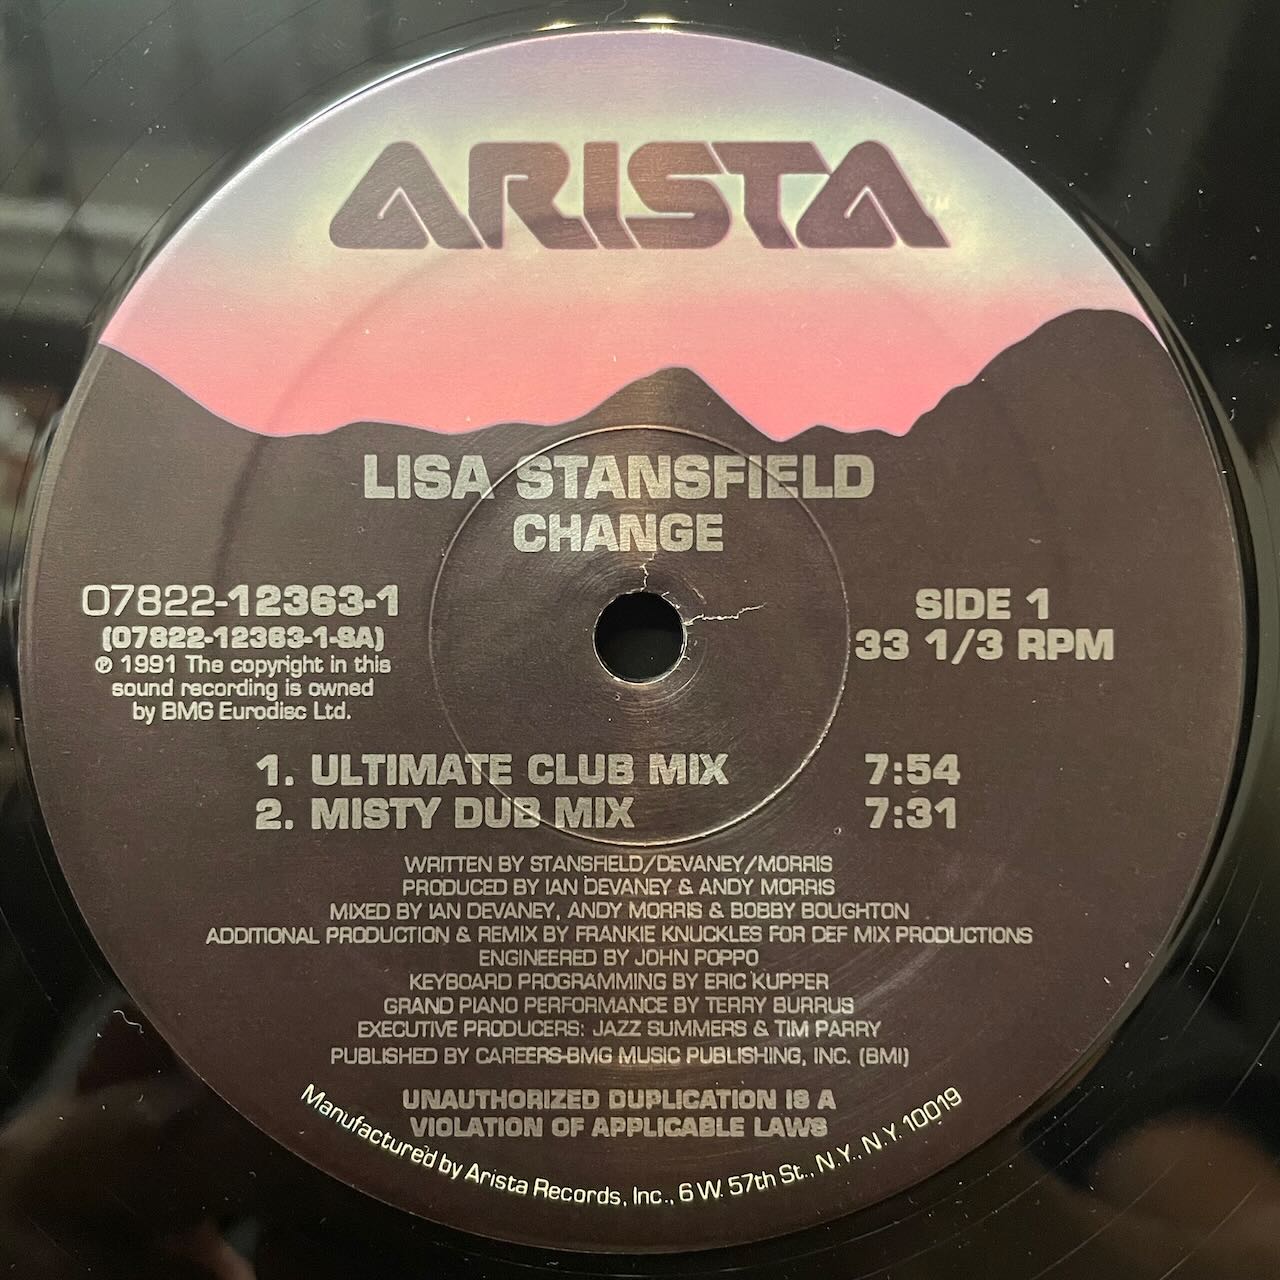 ARISTA
TM
LISA STANSFIELD
CHANGE
07822-12363-1
(07822-12363-1-SA)
℗ 1991 The copyright in this
sound recording is owned
by BMG Eurodisc Ltd.
SIDE 1
33 1/3 RPM
1. ULTIMATE CLUB MIX 7:54
2. MISTY DUB MIX 7:31
WRITTEN BY STANSFIELD/DEVANEY/MORRIS
PRODUCED BY IAN DEVANEY & ANDY MORRIS
MIXED BY IAN DEVANEY, ANDY MORRIS & BOBBY BOUGHTON
ADDITIONAL PRODUCTION & REMIX BY FRANKIE KNUCKLES FOR DEF MIX PRODUCTIONS
ENGINEERED BY JOHN POPPO
KEYBOARD PROGRAMMING BY ERIC KUPPER
GRAND PIANO PERFORMANCE BY TERRY BURRUS
EXECUTIVE PRODUCERS: JAZZ SUMMERS & TIM PARRY
PUBLISHED BY CAREERS-BMG MUSIC PUBLISHING, INC. (BMI)
UNAUTHORIZED DUPLICATION IS A
VIOLATION OF APPLICABLE LAWS
Manufactured by Arista Records, Inc., 6 W. 57th St., N.Y., N.Y. 10019